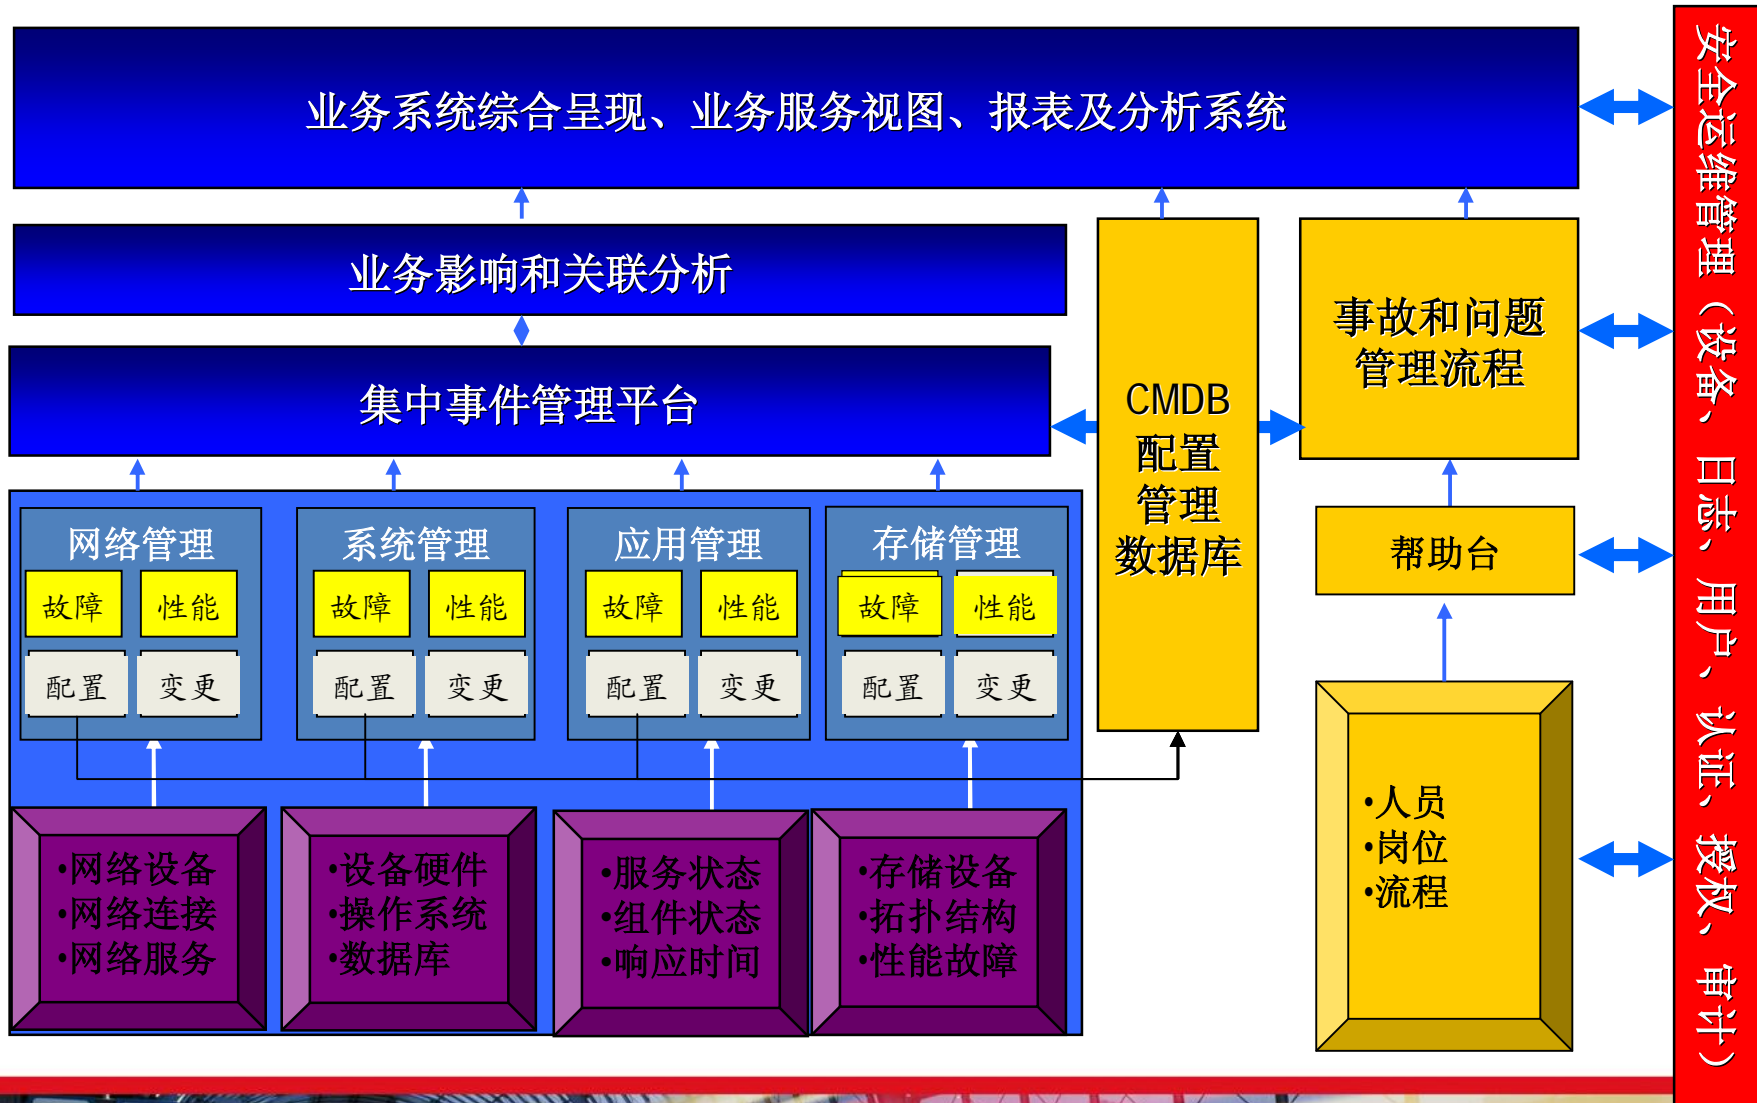 业务系统综合呈现、业务服务视图、报表及分析系统
业务影响和关联分析
集中事件管理平台
网络管理
故障
性能
配置
变更
系统管理
故障
性能
配置
变更
应用管理
故障
性能
配置
变更
存储管理
故障
性能
配置
变更
•网络设备
•网络连接
•网络服务
•设备硬件
•操作系统
•数据库
•服务状态
•组件状态
•响应时间
•存储设备
•拓扑结构
•性能故障
CMDB
配置
管理
数据库
事故和问题
管理流程
帮助台
•人员
•岗位
•流程
安全运维管理（设备、日志、用户、认证、授权、审计）